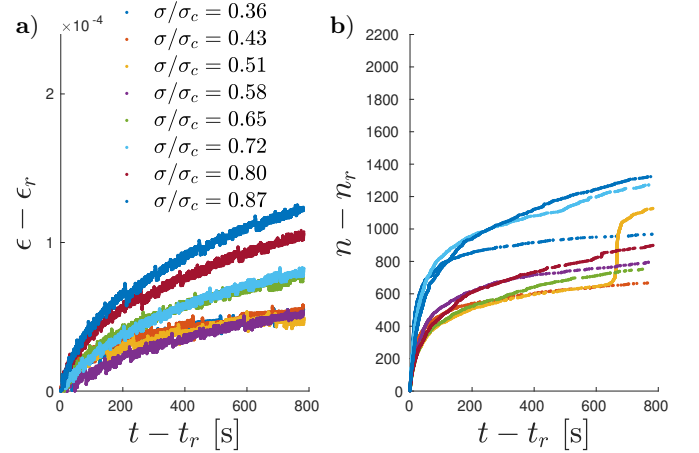 a)
×10⁻⁴
σ/σ_c = 0.36
σ/σ_c = 0.43
σ/σ_c = 0.51
σ/σ_c = 0.58
σ/σ_c = 0.65
σ/σ_c = 0.72
σ/σ_c = 0.80
σ/σ_c = 0.87
2
1
0
ϵ − ϵ_r
0 200 400 600 800
t − t_r [s]
b)
2200
2000
1800
1600
1400
1200
1000
800
600
400
200
0
n − n_r
0 200 400 600 800
t − t_r [s]